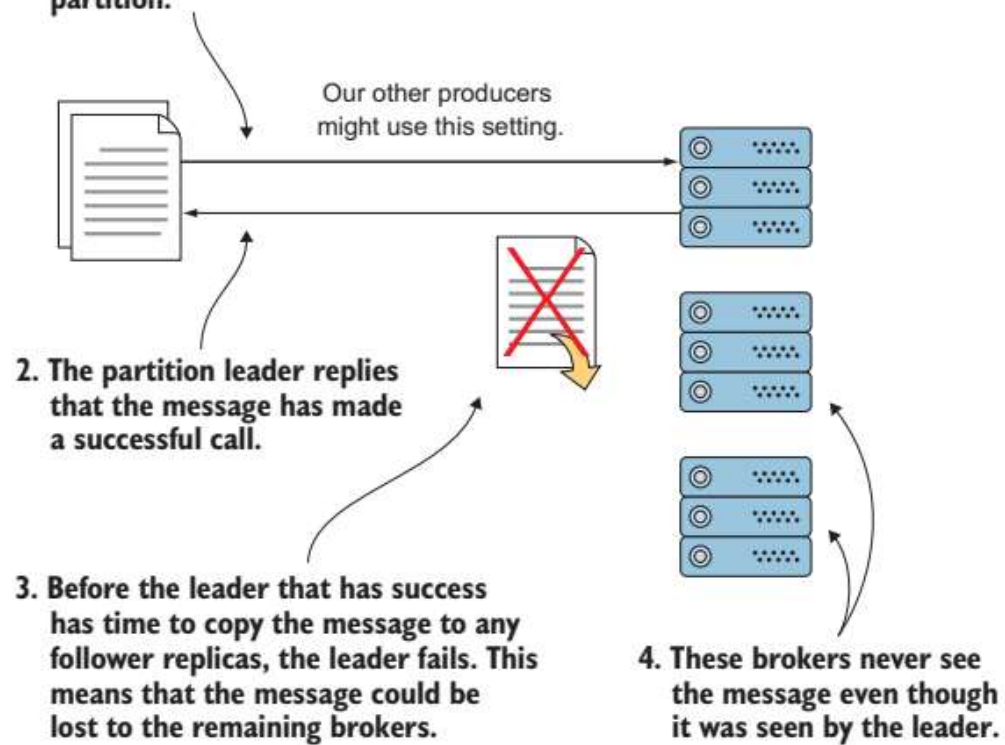 partition.
Our other producers
might use this setting.
2. The partition leader replies
that the message has made
a successful call.
3. Before the leader that has success
has time to copy the message to any
follower replicas, the leader fails. This
means that the message could be
lost to the remaining brokers.
4. These brokers never see
the message even though
it was seen by the leader.